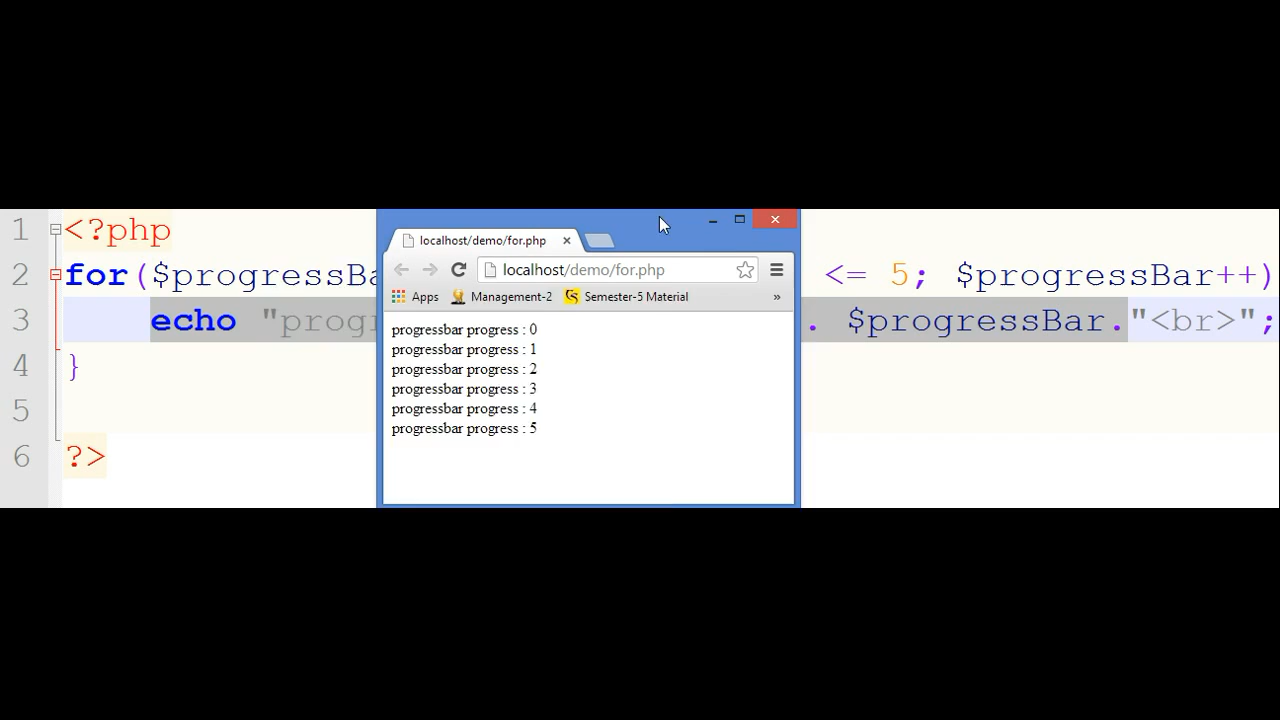 1 <?php
2 for($progressBa <= 5; $progressBar++)
3 echo "progr . $progressBar."<br>";
4 }
5
6 ?>
localhost/demo/for.php
localhost/demo/for.php
Apps Management-2 Semester-5 Material »
progressbar progress : 0
progressbar progress : 1
progressbar progress : 2
progressbar progress : 3
progressbar progress : 4
progressbar progress : 5